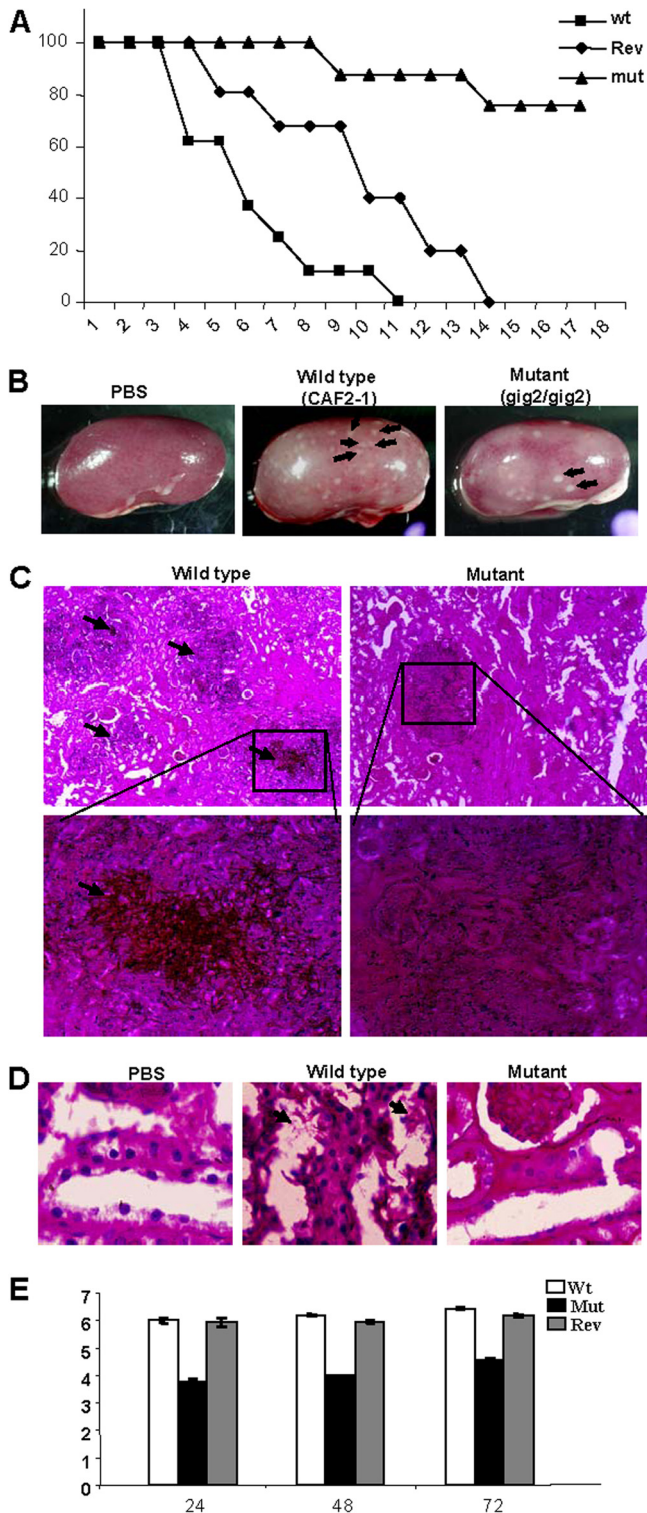 A
wt
Rev
mut
100
80
60
40
20
0
1 2 3 4 5 6 7 8 9 10 11 12 13 14 15 16 17 18
B
PBS
Wild type
(CAF2-1)
Mutant
(gig2/gig2)
C
Wild type
Mutant
D
PBS
Wild type
Mutant
E
Wt
Mut
Rev
7
6
5
4
3
2
1
0
24 48 72